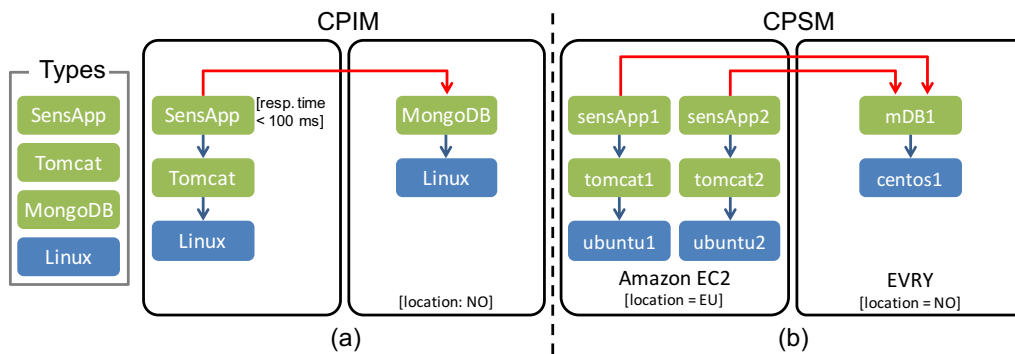 CPIM
CPSM
Types
SensApp
Tomcat
MongoDB
Linux
SensApp
[resp. time
< 100 ms]
Tomcat
Linux
MongoDB
Linux
[location: NO]
(a)
sensApp1
sensApp2
tomcat1
tomcat2
ubuntu1
ubuntu2
Amazon EC2
[location = EU]
mDB1
centos1
EVRY
[location = NO]
(b)